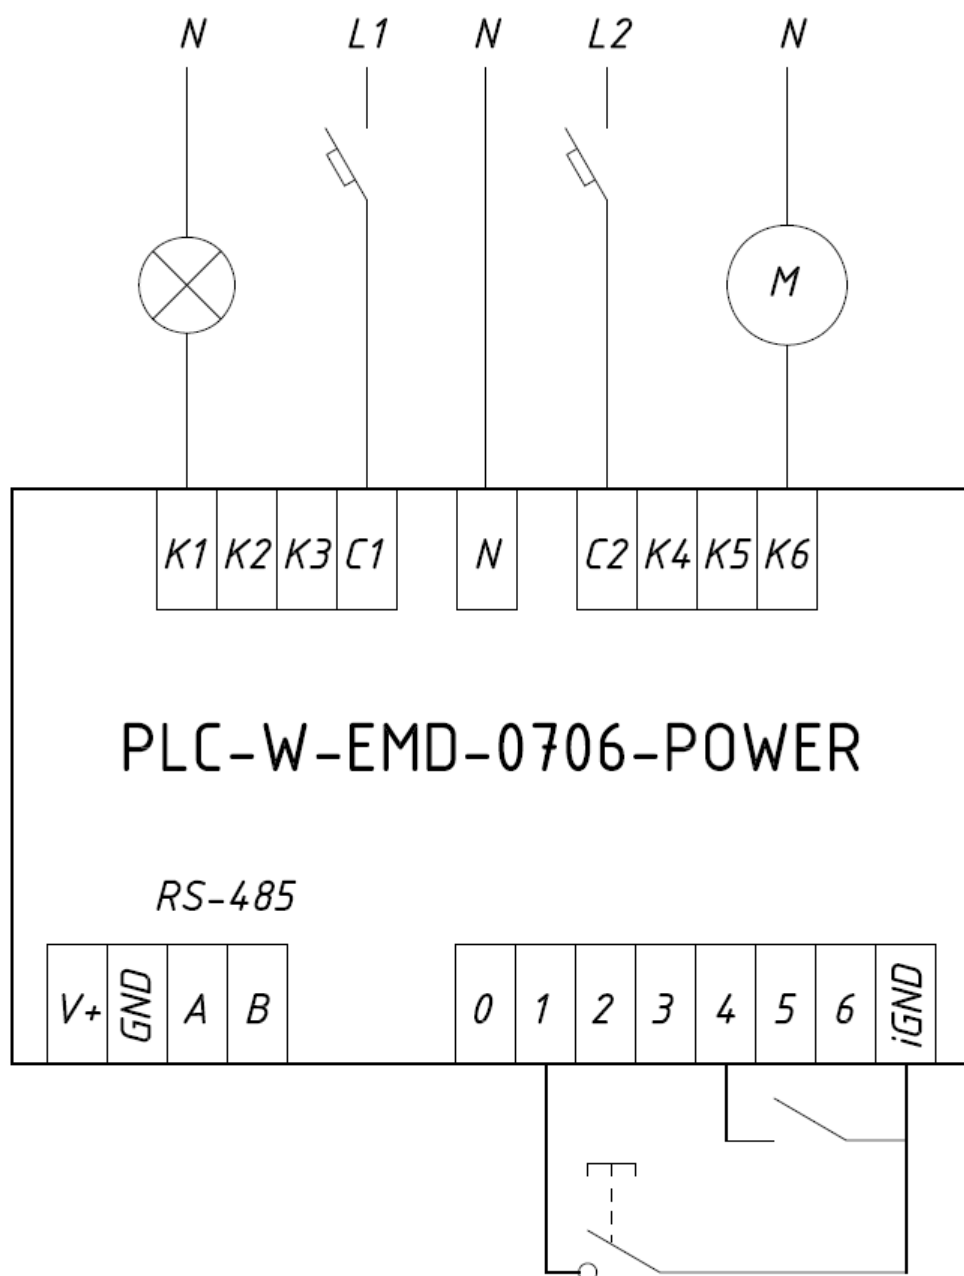 N L1 N L2 N
M
K1 K2 K3 C1 N C2 K4 K5 K6
PLC-W-EMD-0706-POWER
RS-485
V+ GND A B 0 1 2 3 4 5 6 iGND